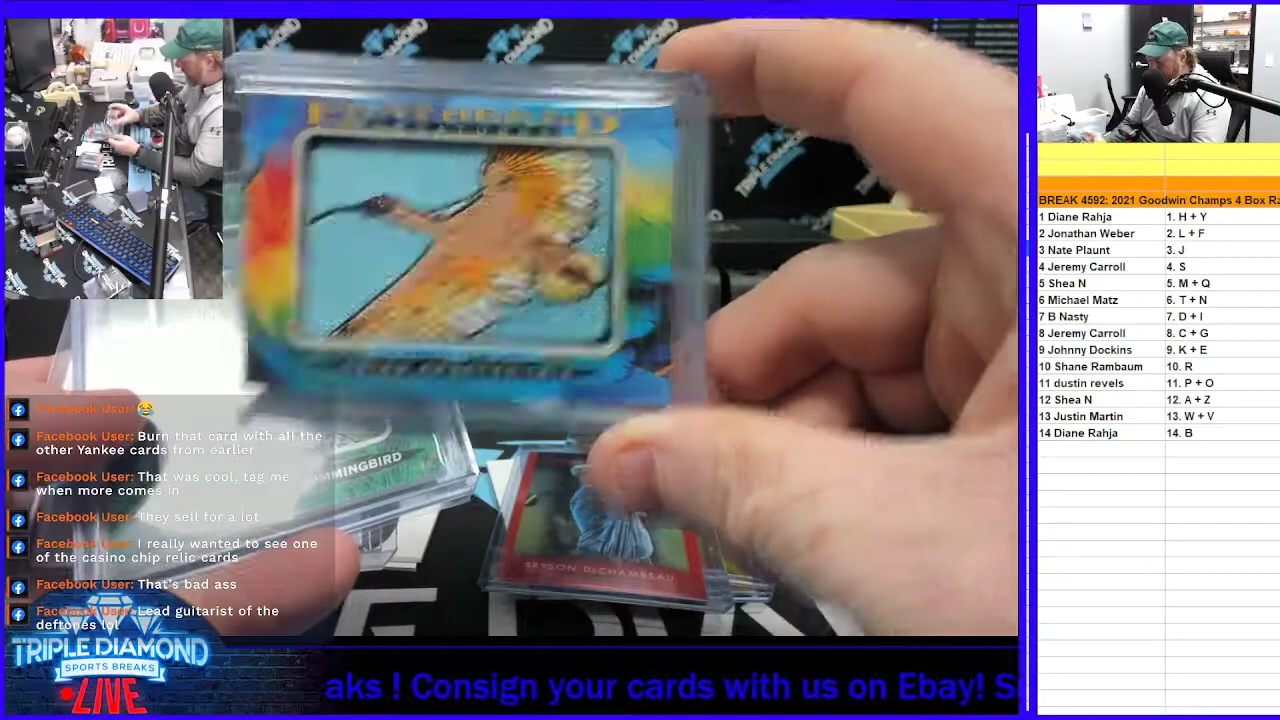 TRIPLE DIAMOND
FEATHERED
MMINGBIRD
BRYSON DECHAMBEAU
Facebook User: 😂
Facebook User: Burn that card with all the
other Yankee cards from earlier
Facebook User: That was cool, tag me
when more comes in
Facebook User: They sell for a lot
Facebook User: I really wanted to see one
of the casino chip relic cards
Facebook User: That's bad ass
Facebook User: Lead guitarist of the
deftones lol
TRIPLE DIAMOND
SPORTS BREAKS
LIVE
aks ! Consign your cards with us on Ebay! S
BREAK 4592: 2021 Goodwin Champs 4 Box Ra
1 Diane Rahja 1. H + Y
2 Jonathan Weber 2. L + F
3 Nate Plaunt 3. J
4 Jeremy Carroll 4. S
5 Shea N 5. M + Q
6 Michael Matz 6. T + N
7 B Nasty 7. D + I
8 Jeremy Carroll 8. C + G
9 Johnny Dockins 9. K + E
10 Shane Rambaum 10. R
11 dustin revels 11. P + O
12 Shea N 12. A + Z
13 Justin Martin 13. W + V
14 Diane Rahja 14. B